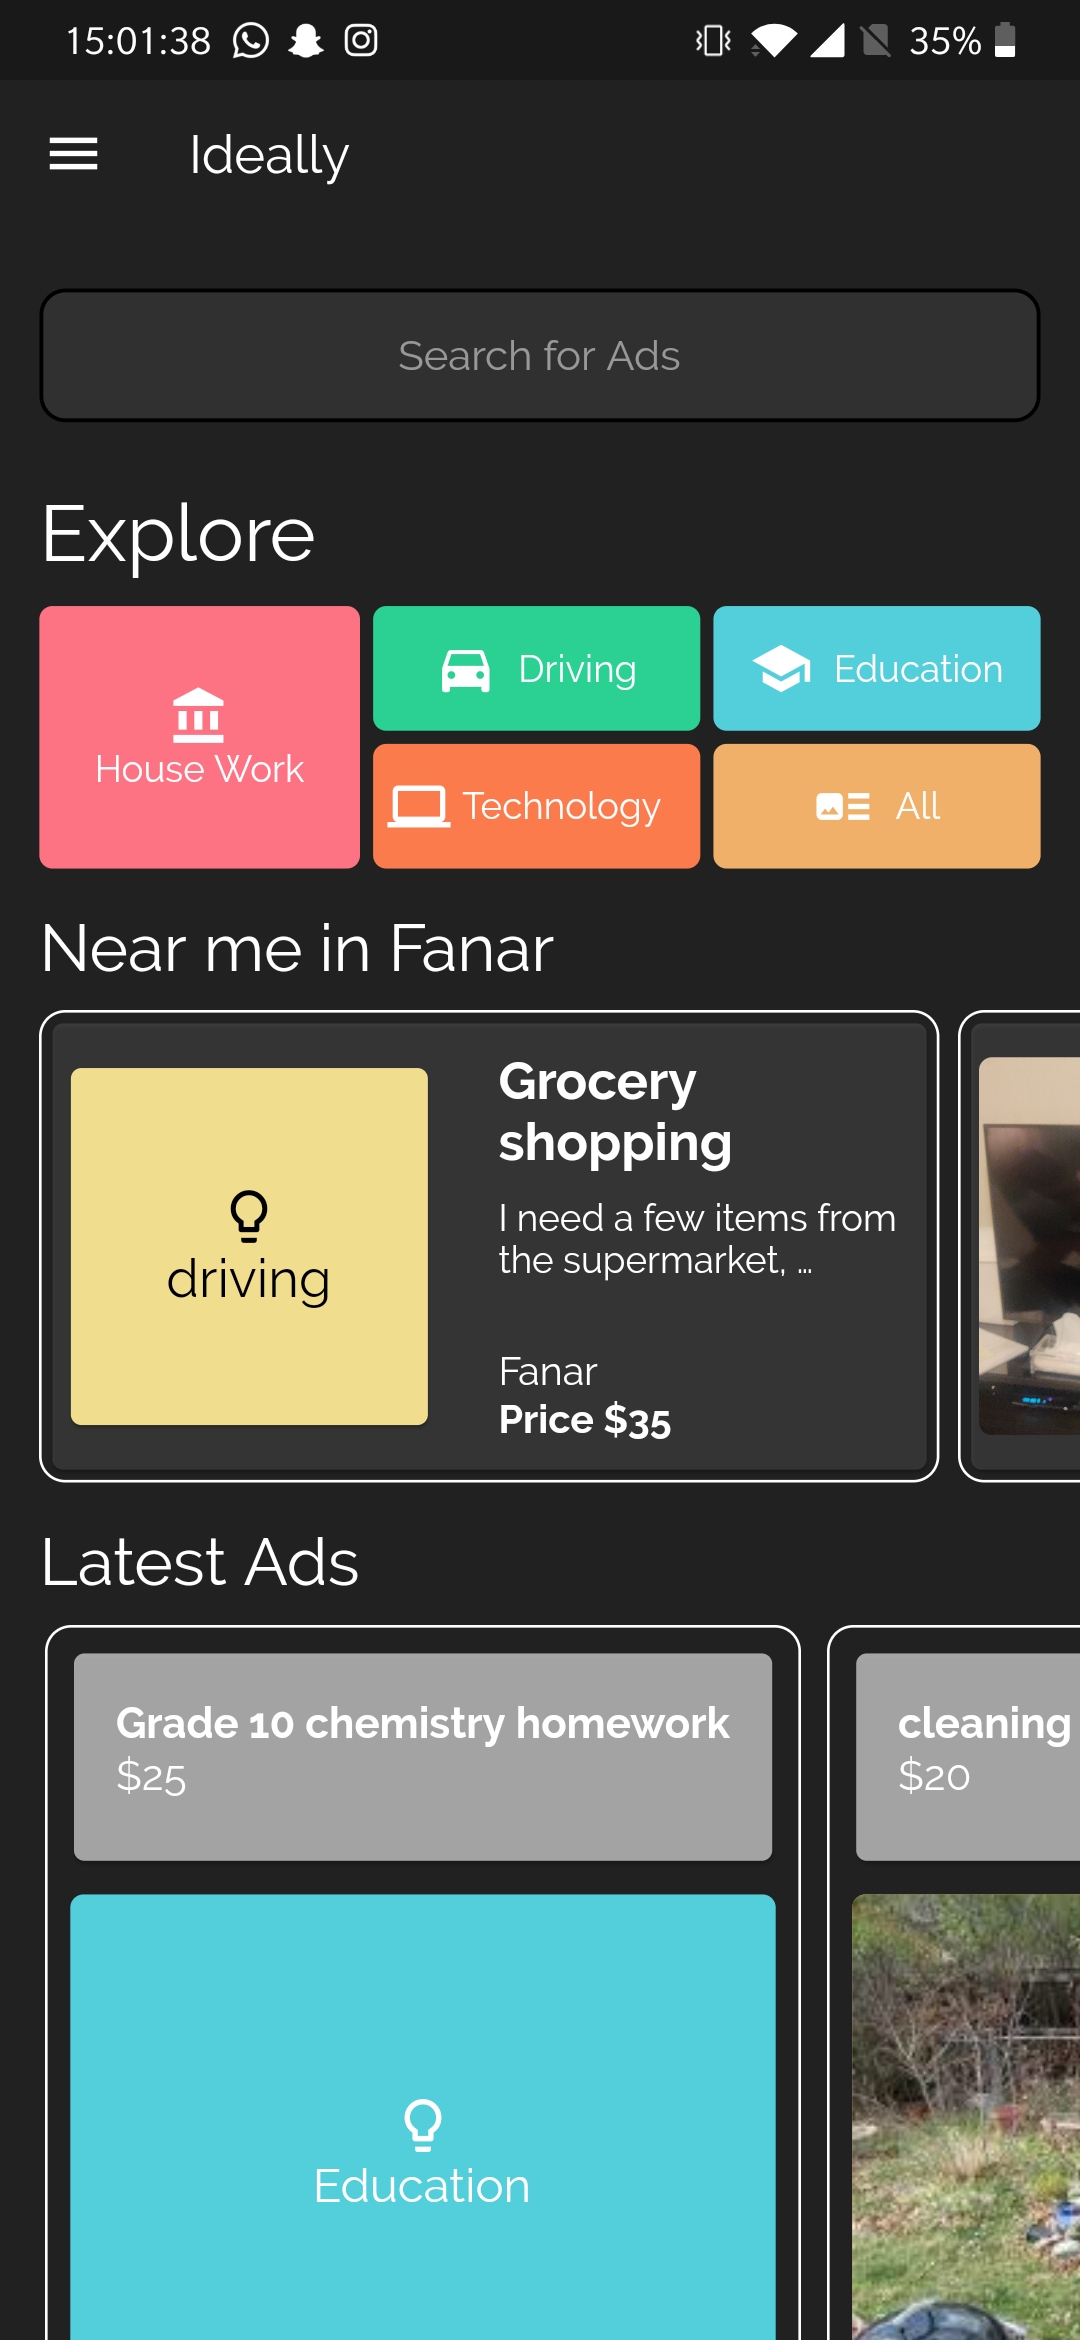 15:01:38
35%
Ideally
Search for Ads
Explore
House Work
Driving
Education
Technology
All
Near me in Fanar
driving
Grocery
shopping
I need a few items from
the supermarket, ...
Fanar
Price $35
Latest Ads
Grade 10 chemistry homework
$25
Education
cleaning
$20